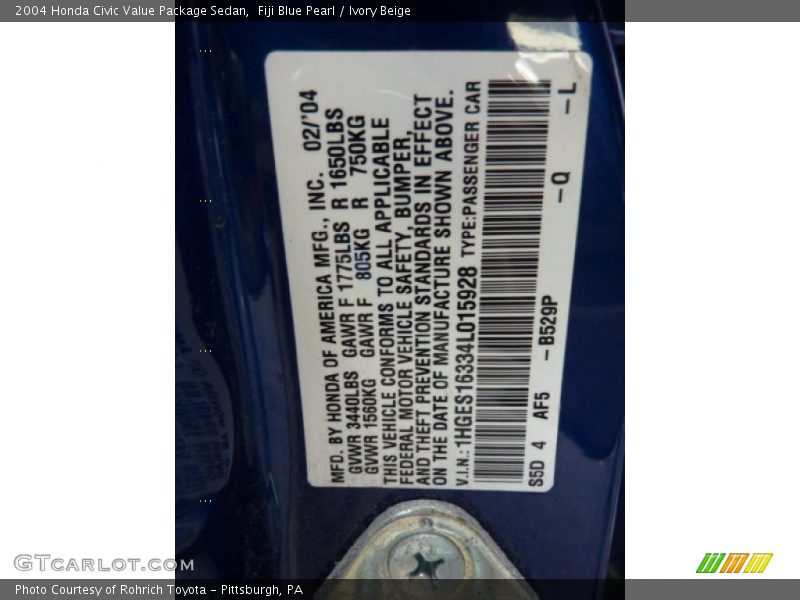 2004 Honda Civic Value Package Sedan,  Fiji Blue Pearl / Ivory Beige
MFD. BY HONDA OF AMERICA MFG., INC. 02/'04
GVWR 3440LBS GAWR F 1775LBS R 1650LBS
GVWR 1560KG GAWR F 805KG R 750KG
THIS VEHICLE CONFORMS TO ALL APPLICABLE
FEDERAL MOTOR VEHICLE SAFETY, BUMPER,
AND THEFT PREVENTION STANDARDS IN EFFECT
ON THE DATE OF MANUFACTURE SHOWN ABOVE.
V.I.N.: 1HGES16334L015928 TYPE:PASSENGER CAR
S5D 4 AF5 - B529P - Q - L
GTcarlot.com
Photo Courtesy of Rohrich Toyota - Pittsburgh, PA